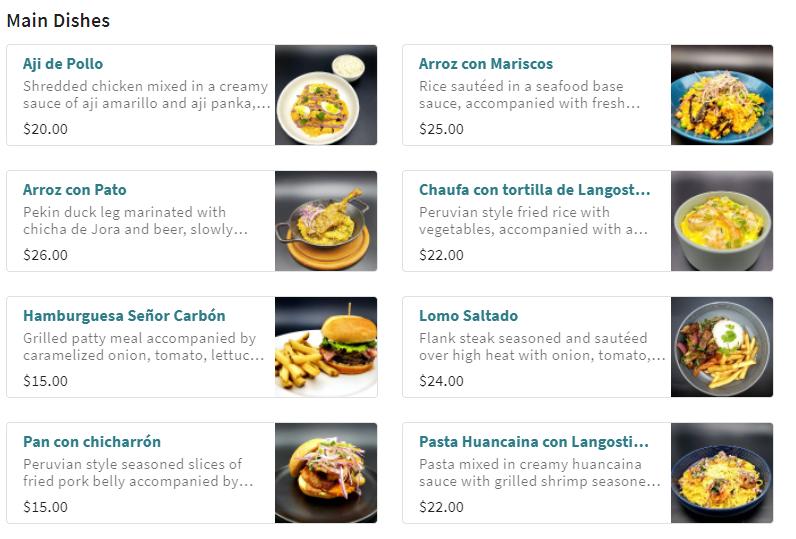 Main Dishes
Aji de Pollo
Shredded chicken mixed in a creamy
sauce of aji amarillo and aji panka,...
$20.00
Arroz con Mariscos
Rice sautéed in a seafood base
sauce, accompanied with fresh...
$25.00
Arroz con Pato
Pekin duck leg marinated with
chicha de Jora and beer, slowly...
$26.00
Chaufa con tortilla de Langost...
Peruvian style fried rice with
vegetables, accompanied with a...
$22.00
Hamburguesa Señor Carbón
Grilled patty meal accompanied by
caramelized onion, tomato, lettuc...
$15.00
Lomo Saltado
Flank steak seasoned and sautéed
over high heat with onion, tomato,...
$24.00
Pan con chicharrón
Peruvian style seasoned slices of
fried pork belly accompanied by...
$15.00
Pasta Huancaina con Langosti...
Pasta mixed in creamy huancaina
sauce with grilled shrimp seasone...
$22.00